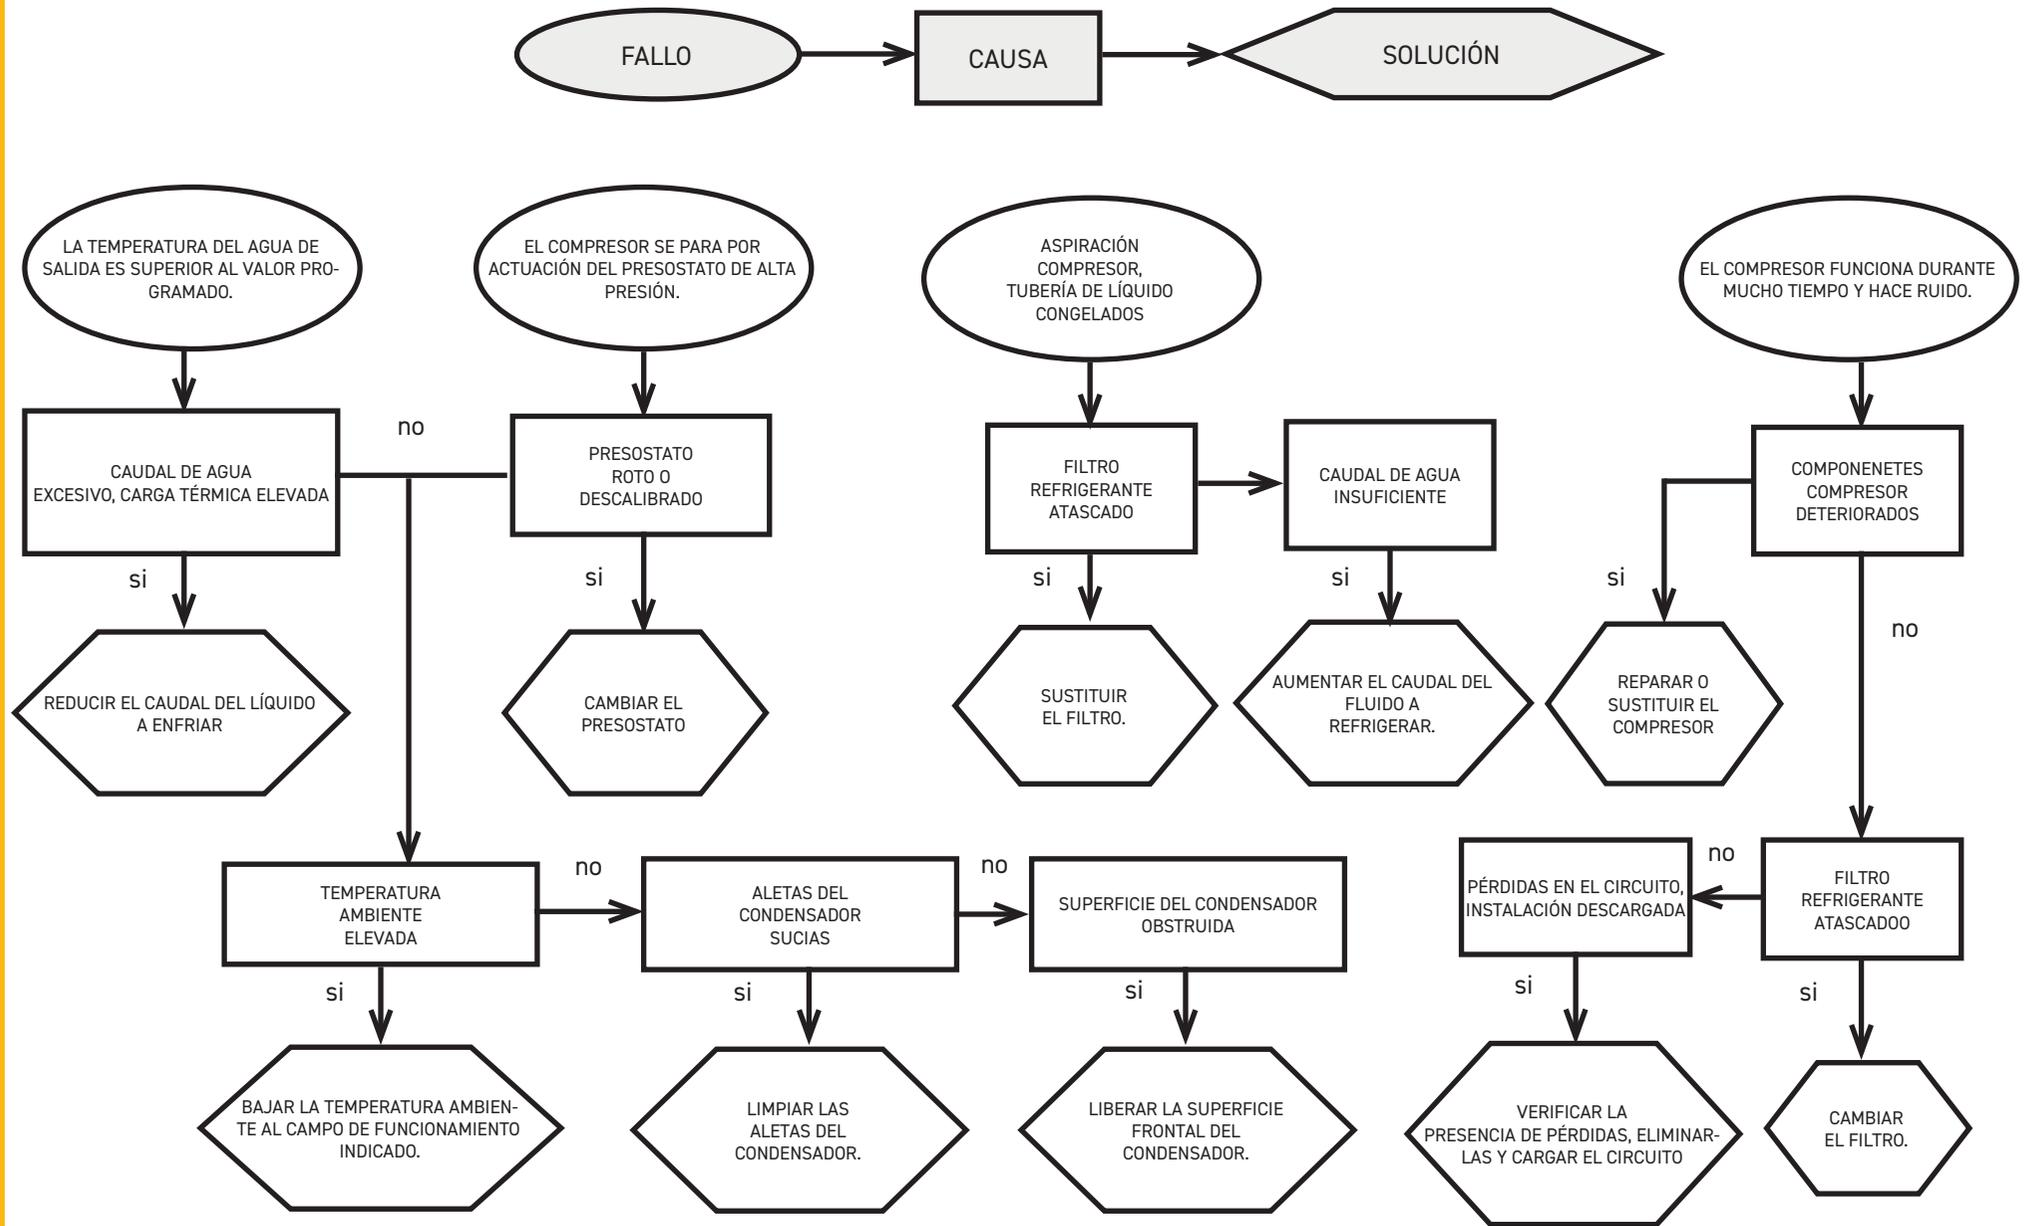 FALLO
CAUSA
SOLUCIÓN
LA TEMPERATURA DEL AGUA DE
SALIDA ES SUPERIOR AL VALOR PRO-
GRAMADO.
EL COMPRESOR SE PARA POR
ACTUACIÓN DEL PRESOSTATO DE ALTA
PRESIÓN.
ASPIRACIÓN
COMPRESOR,
TUBERÍA DE LÍQUIDO
CONGELADOS
EL COMPRESOR FUNCIONA DURANTE
MUCHO TIEMPO Y HACE RUIDO.
CAUDAL DE AGUA
EXCESIVO, CARGA TÉRMICA ELEVADA
no
PRESOSTATO
ROTO O
DESCALIBRADO
FILTRO
REFRIGERANTE
ATASCADO
CAUDAL DE AGUA
INSUFICIENTE
COMPONENETES
COMPRESOR
DETERIORADOS
si
si
si
si
si
no
REDUCIR EL CAUDAL DEL LÍQUIDO
A ENFRIAR
CAMBIAR EL
PRESOSTATO
SUSTITUIR
EL FILTRO.
AUMENTAR EL CAUDAL DEL
FLUIDO A
REFRIGERAR.
REPARAR O
SUSTITUIR EL
COMPRESOR
TEMPERATURA
AMBIENTE
ELEVADA
no
ALETAS DEL
CONDENSADOR
SUCIAS
no
SUPERFICIE DEL CONDENSADOR
OBSTRUIDA
PÉRDIDAS EN EL CIRCUITO,
INSTALACIÓN DESCARGADA
no
FILTRO
REFRIGERANTE
ATASCADOO
si
si
si
si
si
BAJAR LA TEMPERATURA AMBIEN-
TE AL CAMPO DE FUNCIONAMIENTO
INDICADO.
LIMPIAR LAS
ALETAS DEL
CONDENSADOR.
LIBERAR LA SUPERFICIE
FRONTAL DEL
CONDENSADOR.
VERIFICAR LA
PRESENCIA DE PÉRDIDAS, ELIMINAR-
LAS Y CARGAR EL CIRCUITO
CAMBIAR
EL FILTRO.